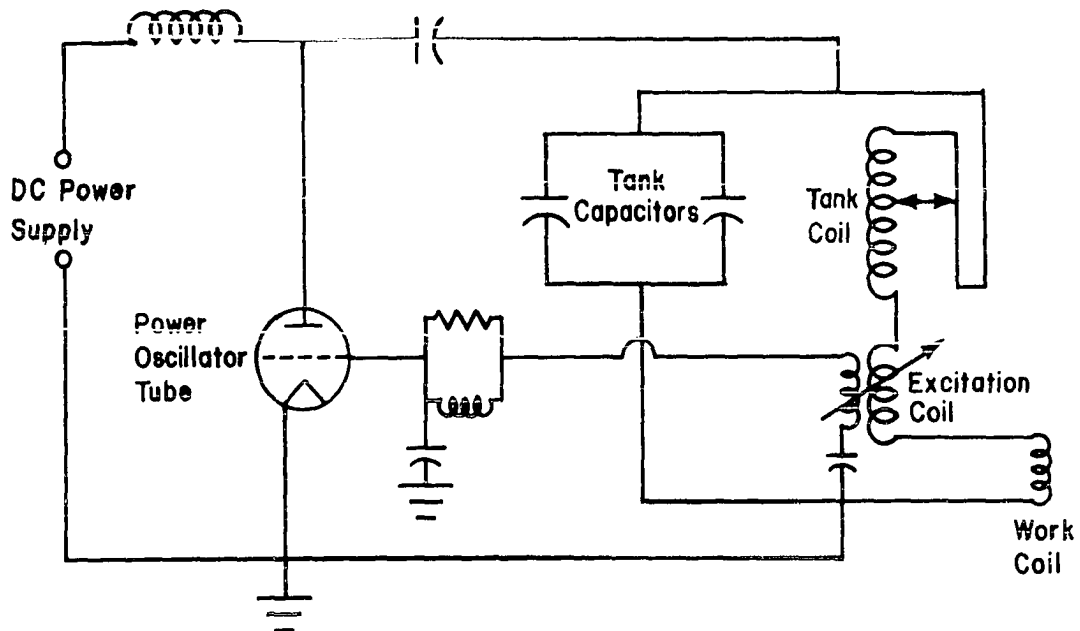 DC Power
Supply
Tank
Capacitors
Tank
Coil
Power
Oscillator
Tube
Excitation
Coil
Work
Coil